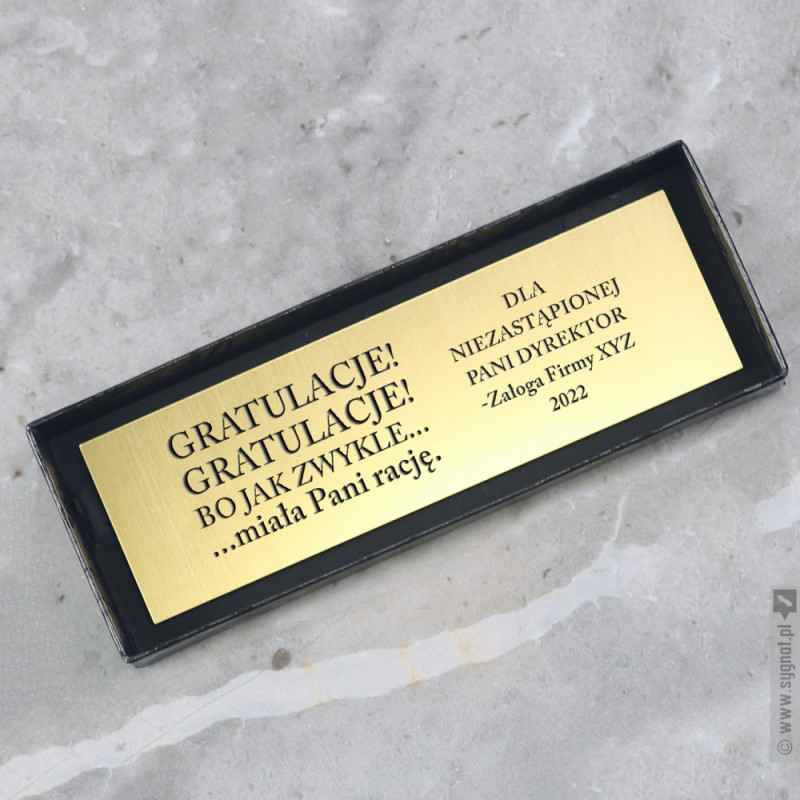 GRATULACJE!
GRATULACJE!
BO JAK ZWYKLE...
...miała Pani rację.
DLA
NIEZASTĄPIONEJ
PANI DYREKTOR
-Załoga Firmy XYZ
2022
© www.sygnat.pl